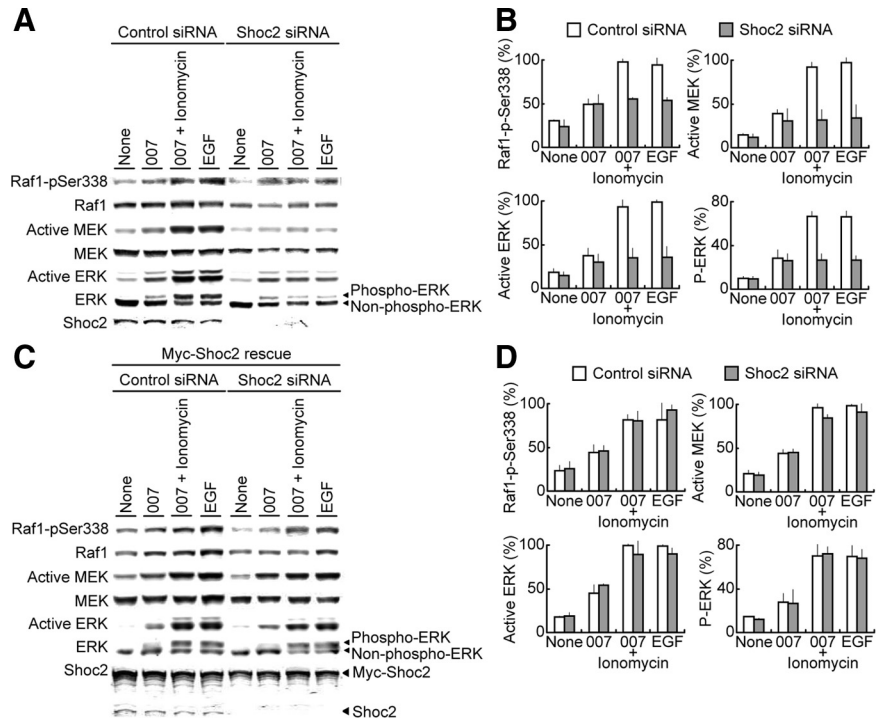 A
Control siRNA Shoc2 siRNA
None
007
007 + Ionomycin
EGF
None
007
007 + Ionomycin
EGF
Raf1-pSer338
Raf1
Active MEK
MEK
Active ERK
ERK
Phospho-ERK
Non-phospho-ERK
Shoc2
B
Control siRNA Shoc2 siRNA
Raf1-p-Ser338 (%)
100
50
0
None 007 007 EGF
+
Ionomycin
Active MEK (%)
100
50
0
None 007 007 EGF
+
Ionomycin
Active ERK (%)
100
50
0
None 007 007 EGF
+
Ionomycin
P-ERK (%)
80
40
0
None 007 007 EGF
+
Ionomycin
C
Myc-Shoc2 rescue
Control siRNA Shoc2 siRNA
None
007
007 + Ionomycin
EGF
None
007
007 + Ionomycin
EGF
Raf1-pSer338
Raf1
Active MEK
MEK
Active ERK
ERK
Phospho-ERK
Non-phospho-ERK
Shoc2
Myc-Shoc2
Shoc2
D
Control siRNA Shoc2 siRNA
Raf1-p-Ser338 (%)
100
50
0
None 007 007 EGF
+
Ionomycin
Active MEK (%)
100
50
0
None 007 007 EGF
+
Ionomycin
Active ERK (%)
100
50
0
None 007 007 EGF
+
Ionomycin
P-ERK (%)
80
40
0
None 007 007 EGF
+
Ionomycin